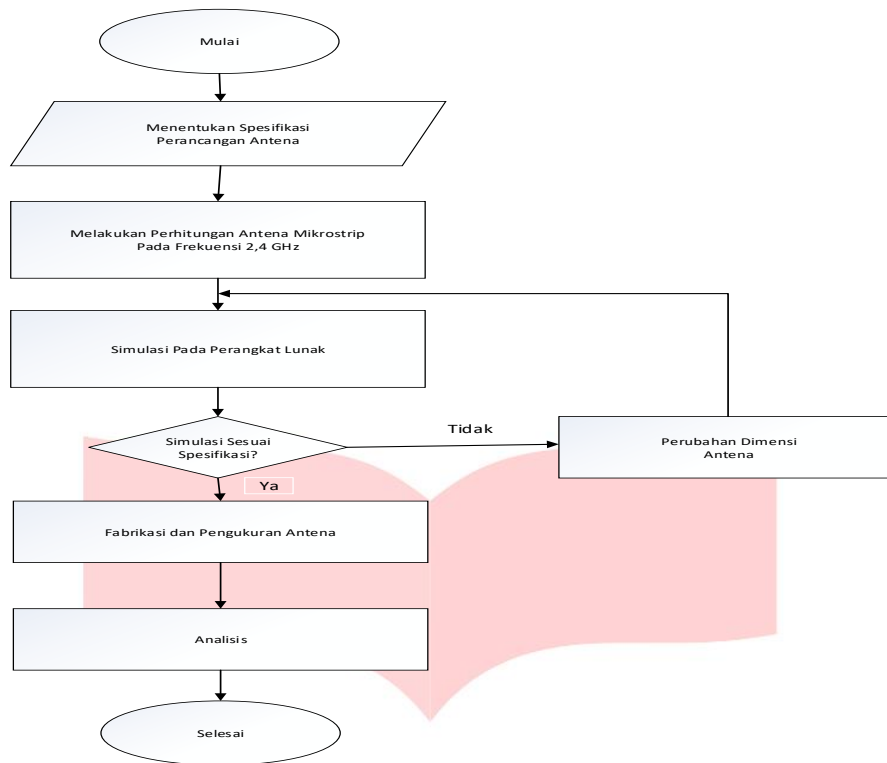 Mulai
Menentukan Spesifikasi
Perancangan Antena
Melakukan Perhitungan Antena Mikrostrip
Pada Frekuensi 2,4 GHz
Simulasi Pada Perangkat Lunak
Simulasi Sesuai
Spesifikasi?
Tidak
Perubahan Dimensi
Antena
Ya
Fabrikasi dan Pengukuran Antena
Analisis
Selesai